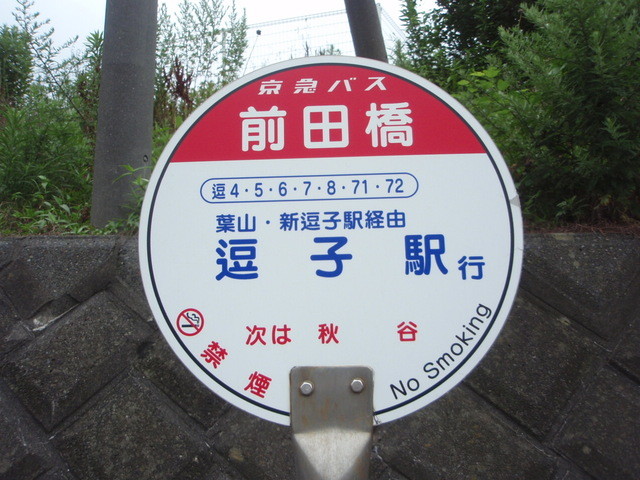 京急バス
前田橋
逗4・5・6・7・8・71・72
葉山・新逗子駅経由
逗子駅行
次は 秋谷
禁煙
No Smoking